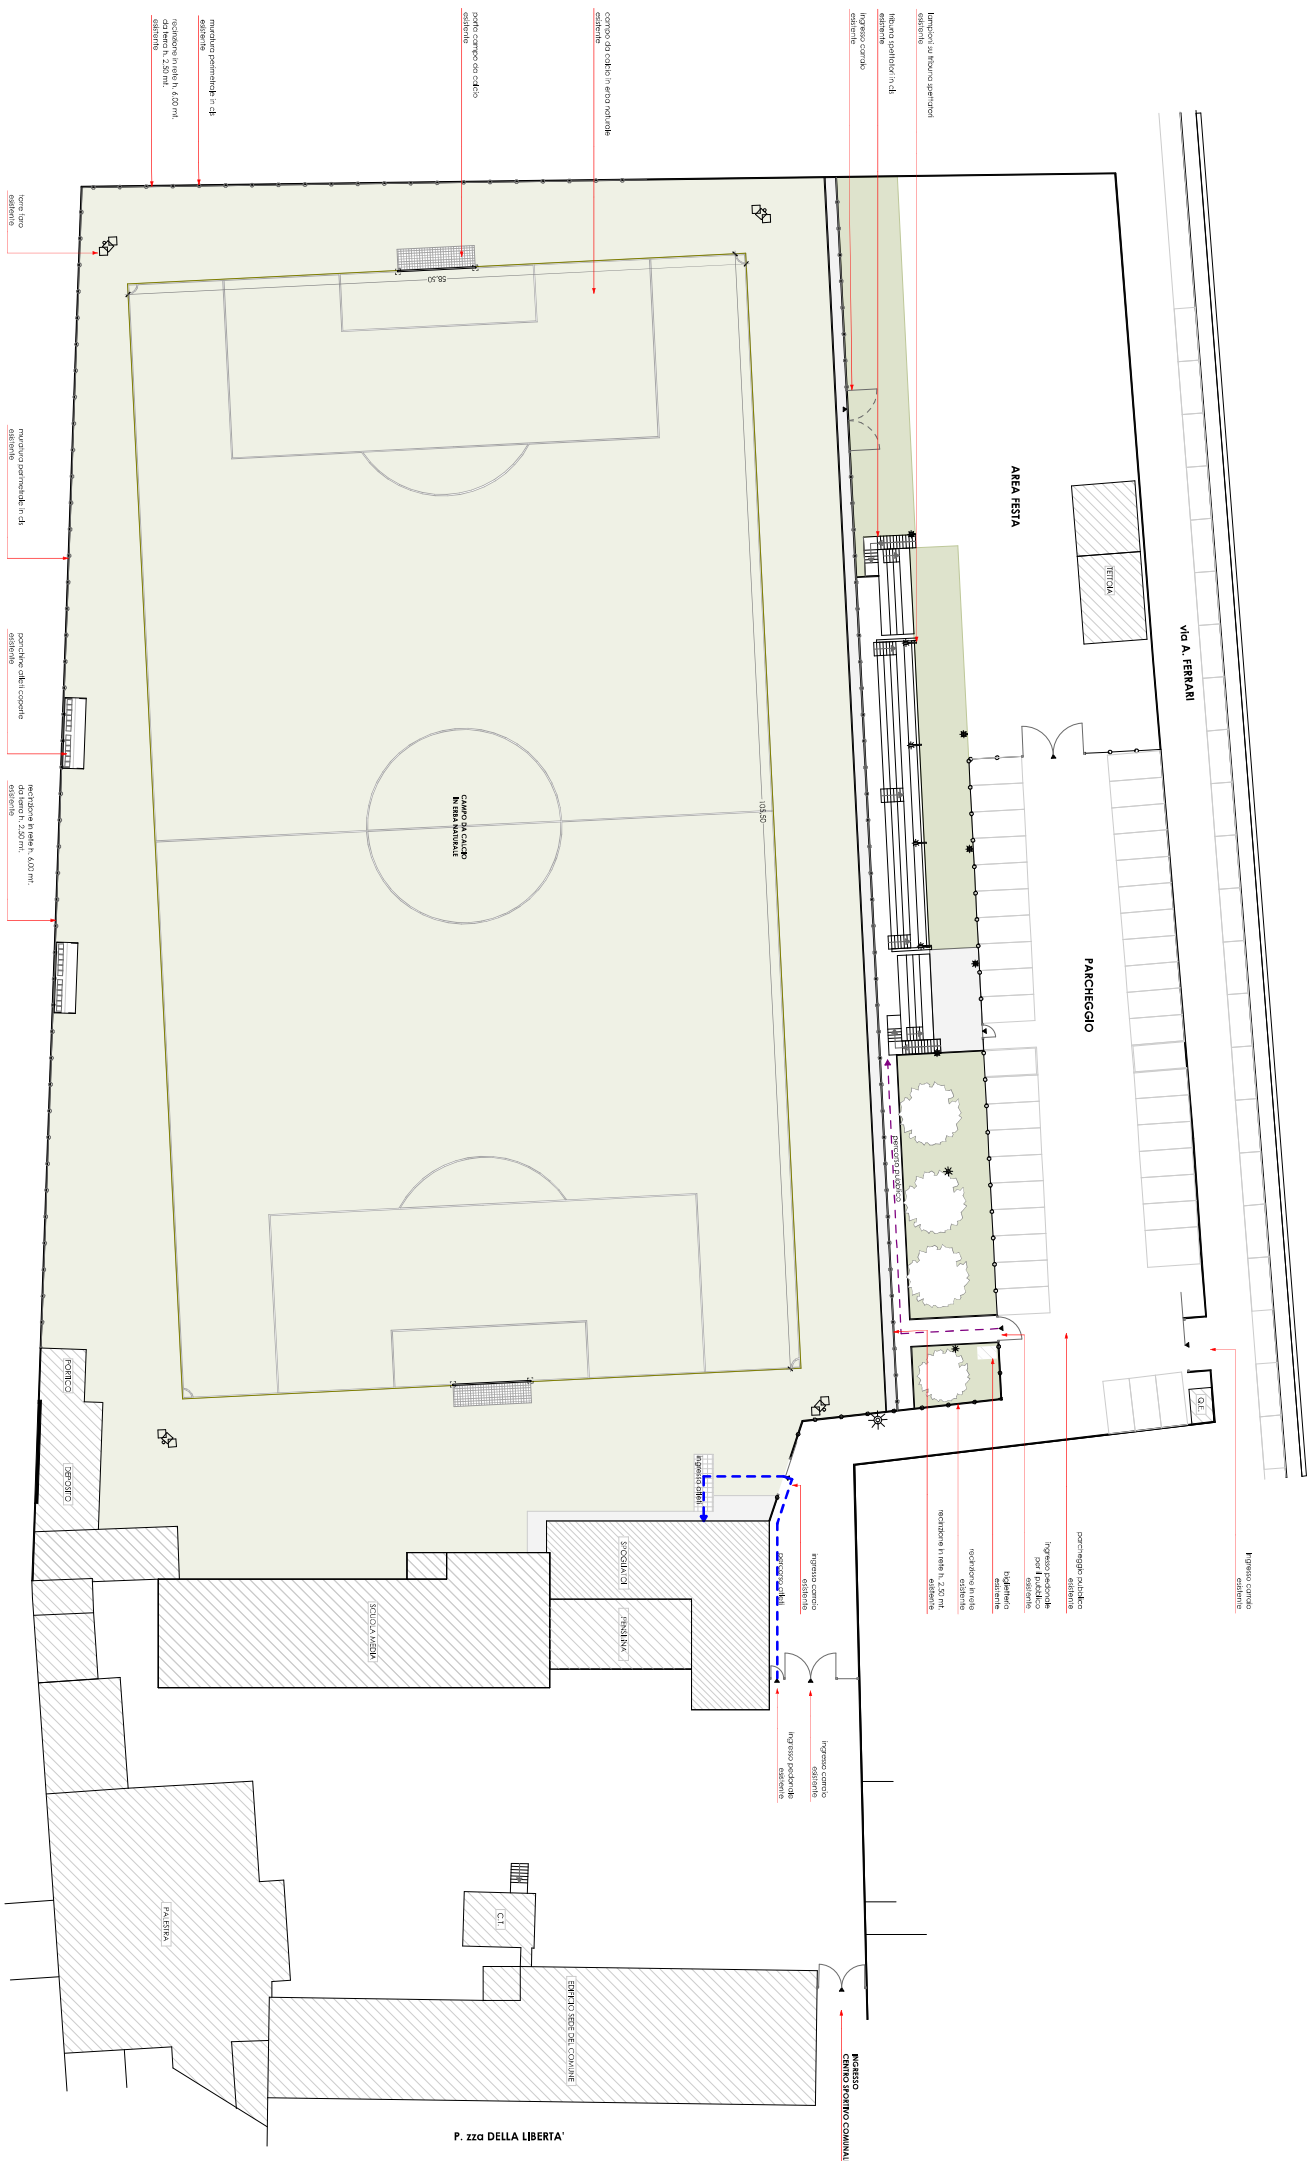 recinzione in rete h. 6.00 mt.
da terra h. 2.50 mt.
esistente
muratura perimetrale in cls
esistente
porta campo da calcio
esistente
campo da calcio in erba naturale
esistente
ingresso carraio
esistente
tribuna spettatori in cls
esistente
lampioni su tribuna spettatori
esistente
torre faro
esistente
muratura perimetrale in cls
esistente
panchine atleti coperte
esistente
recinzione in rete h. 6.00 mt.
da terra h. 2.50 mt.
esistente
58.50
105.50
CAMPO DA CALCIO
IN ERBA NATURALE
AREA FESTA
TETTOIA
via A. FERRARI
PARCHEGGIO
percorso pubblico
Q.E.
ingresso carraio
esistente
parcheggio pubblico
esistente
ingresso pedonale
per il pubblico
esistente
biglietteria
esistente
recinzione in rete
esistente
recinzione in rete h. 2.50 mt.
esistente
ingresso carraio
esistente
percorso atleti
ingresso atleti
PORTICO
DEPOSITO
SPOGLIATOI
PENSILINA
SCUOLA MEDIA
ingresso carraio
esistente
ingresso pedonale
esistente
PALESTRA
C.T.
EDIFICIO SEDE DEL COMUNE
INGRESSO
CENTRO SPORTIVO COMUNAL
P. zza DELLA LIBERTA'